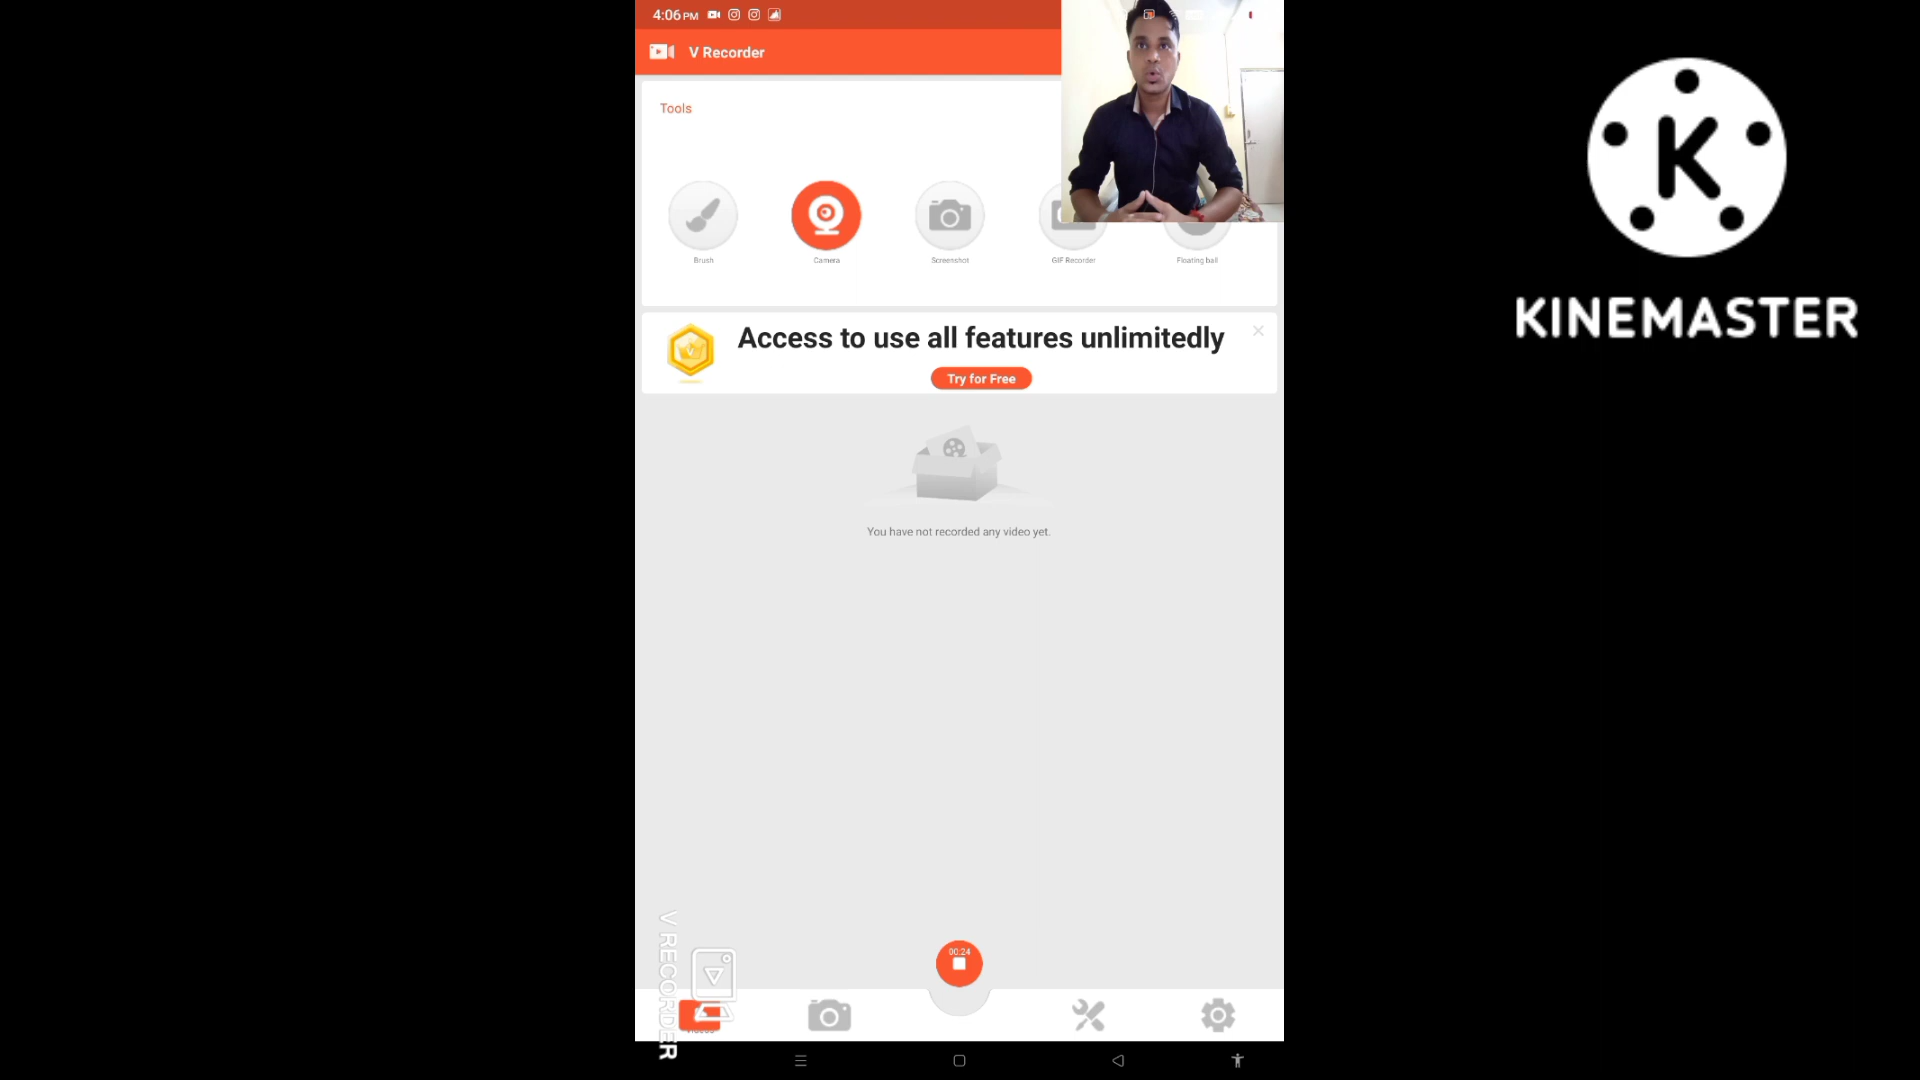 4:06 PM
V Recorder
Tools
Brush
Camera
Screenshot
GIF Recorder
Floating ball
Access to use all features unlimitedly
Try for Free
You have not recorded any video yet.
00:24
V RECORDER
K
KINEMASTER